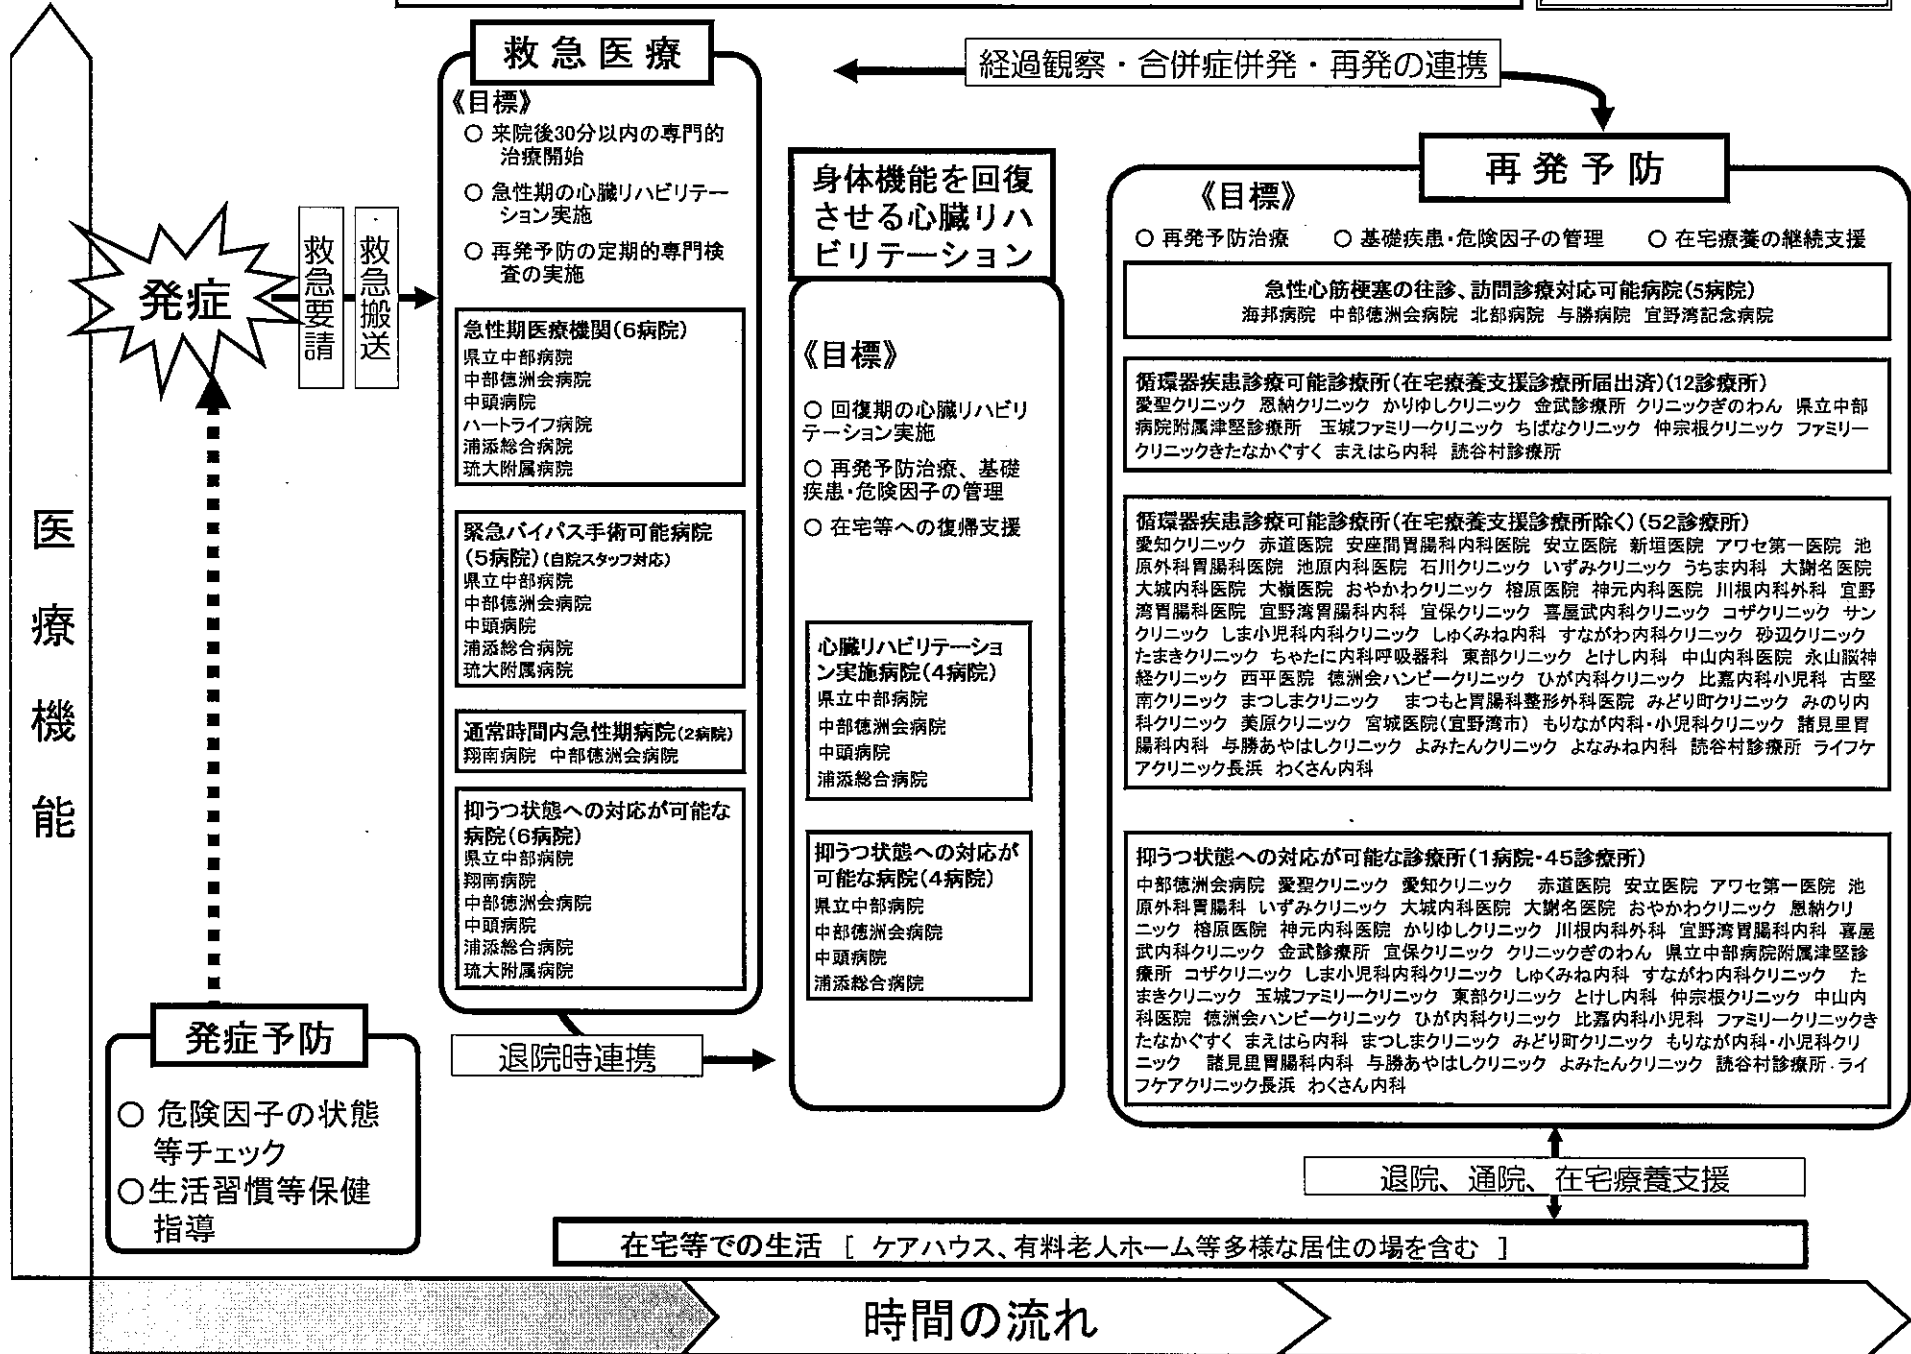 救急医療
経過観察・合併症併発・再発の連携
《目標》
○ 来院後30分以内の専門的
治療開始
○ 急性期の心臓リハビリテー
ション実施
○ 再発予防の定期的専門検
査の実施
急性期医療機関(6病院)
県立中部病院
中部徳洲会病院
中頭病院
ハートライフ病院
浦添総合病院
琉大附属病院
緊急バイパス手術可能病院
(5病院)(自院スタッフ対応)
県立中部病院
中部徳洲会病院
中頭病院
浦添総合病院
琉大附属病院
通常時間内急性期病院(2病院)
翔南病院 中部徳洲会病院
抑うつ状態への対応が可能な
病院(6病院)
県立中部病院
翔南病院
中部徳洲会病院
中頭病院
浦添総合病院
琉大附属病院
発症
救急要請
救急搬送
医療機能
発症予防
○ 危険因子の状態
等チェック
○生活習慣等保健
指導
退院時連携
身体機能を回復
させる心臓リハ
ビリテーション
《目標》
○ 回復期の心臓リハビリ
テーション実施
○ 再発予防治療、基礎
疾患・危険因子の管理
○ 在宅等への復帰支援
心臓リハビリテーショ
ン実施病院(4病院)
県立中部病院
中部徳洲会病院
中頭病院
浦添総合病院
抑うつ状態への対応が
可能な病院(4病院)
県立中部病院
中部徳洲会病院
中頭病院
浦添総合病院
再発予防
《目標》
○ 再発予防治療 ○ 基礎疾患・危険因子の管理 ○ 在宅療養の継続支援
急性心筋梗塞の往診、訪問診療対応可能病院(5病院)
海邦病院 中部徳洲会病院 北部病院 与勝病院 宜野湾記念病院
循環器疾患診療可能診療所(在宅療養支援診療所届出済)(12診療所)
愛聖クリニック 恩納クリニック かりゆしクリニック 金武診療所 クリニックぎのわん 県立中部
病院附属津堅診療所 玉城ファミリークリニック ちばなクリニック 仲宗根クリニック ファミリー
クリニックきたなかぐすく まえはら内科 読谷村診療所
循環器疾患診療可能診療所(在宅療養支援診療所除く)(52診療所)
愛知クリニック 赤道医院 安座間胃腸科内科医院 安立医院 新垣医院 アワセ第一医院 池
原外科胃腸科医院 池原内科医院 石川クリニック いずみクリニック うちま内科 大謝名医院
大城内科医院 大嶺医院 おやかわクリニック 榕原医院 神元内科医院 川根内科外科 宜野
湾胃腸科医院 宜野湾胃腸科内科 宜保クリニック 喜屋武内科クリニック コザクリニック サン
クリニック しま小児科内科クリニック しゅくみね内科 すながわ内科クリニック 砂辺クリニック
たまきクリニック ちゃたに内科呼吸器科 東部クリニック とけし内科 中山内科医院 永山脳神
経クリニック 西平医院 徳洲会ハンビークリニック ひが内科クリニック 比嘉内科小児科 古堅
南クリニック まつしまクリニック まつもと胃腸科整形外科医院 みどり町クリニック みのり内
科クリニック 美原クリニック 宮城医院(宜野湾市) もりなが内科・小児科クリニック 諸見里胃
腸科内科 与勝あやはしクリニック よみたんクリニック よなみね内科 読谷村診療所 ライフケ
アクリニック長浜 わくさん内科
抑うつ状態への対応が可能な診療所(1病院・45診療所)
中部徳洲会病院 愛聖クリニック 愛知クリニック 赤道医院 安立医院 アワセ第一医院 池
原外科胃腸科 いずみクリニック 大城内科医院 大謝名医院 おやかわクリニック 恩納クリ
ニック 榕原医院 神元内科医院 かりゆしクリニック 川根内科外科 宜野湾胃腸科内科 喜屋
武内科クリニック 金武診療所 宜保クリニック クリニックぎのわん 県立中部病院附属津堅診
療所 コザクリニック しま小児科内科クリニック しゅくみね内科 すながわ内科クリニック た
まきクリニック 玉城ファミリークリニック 東部クリニック とけし内科 仲宗根クリニック 中山内
科医院 徳洲会ハンビークリニック ひが内科クリニック 比嘉内科小児科 ファミリークリニックき
たなかぐすく まえはら内科 まつしまクリニック みどり町クリニック もりなが内科・小児科クリ
ニック 諸見里胃腸科内科 与勝あやはしクリニック よみたんクリニック 読谷村診療所 ライ
フケアクリニック長浜 わくさん内科
退院、通院、在宅療養支援
在宅等での生活 [ ケアハウス、有料老人ホーム等多様な居住の場を含む ]
時間の流れ